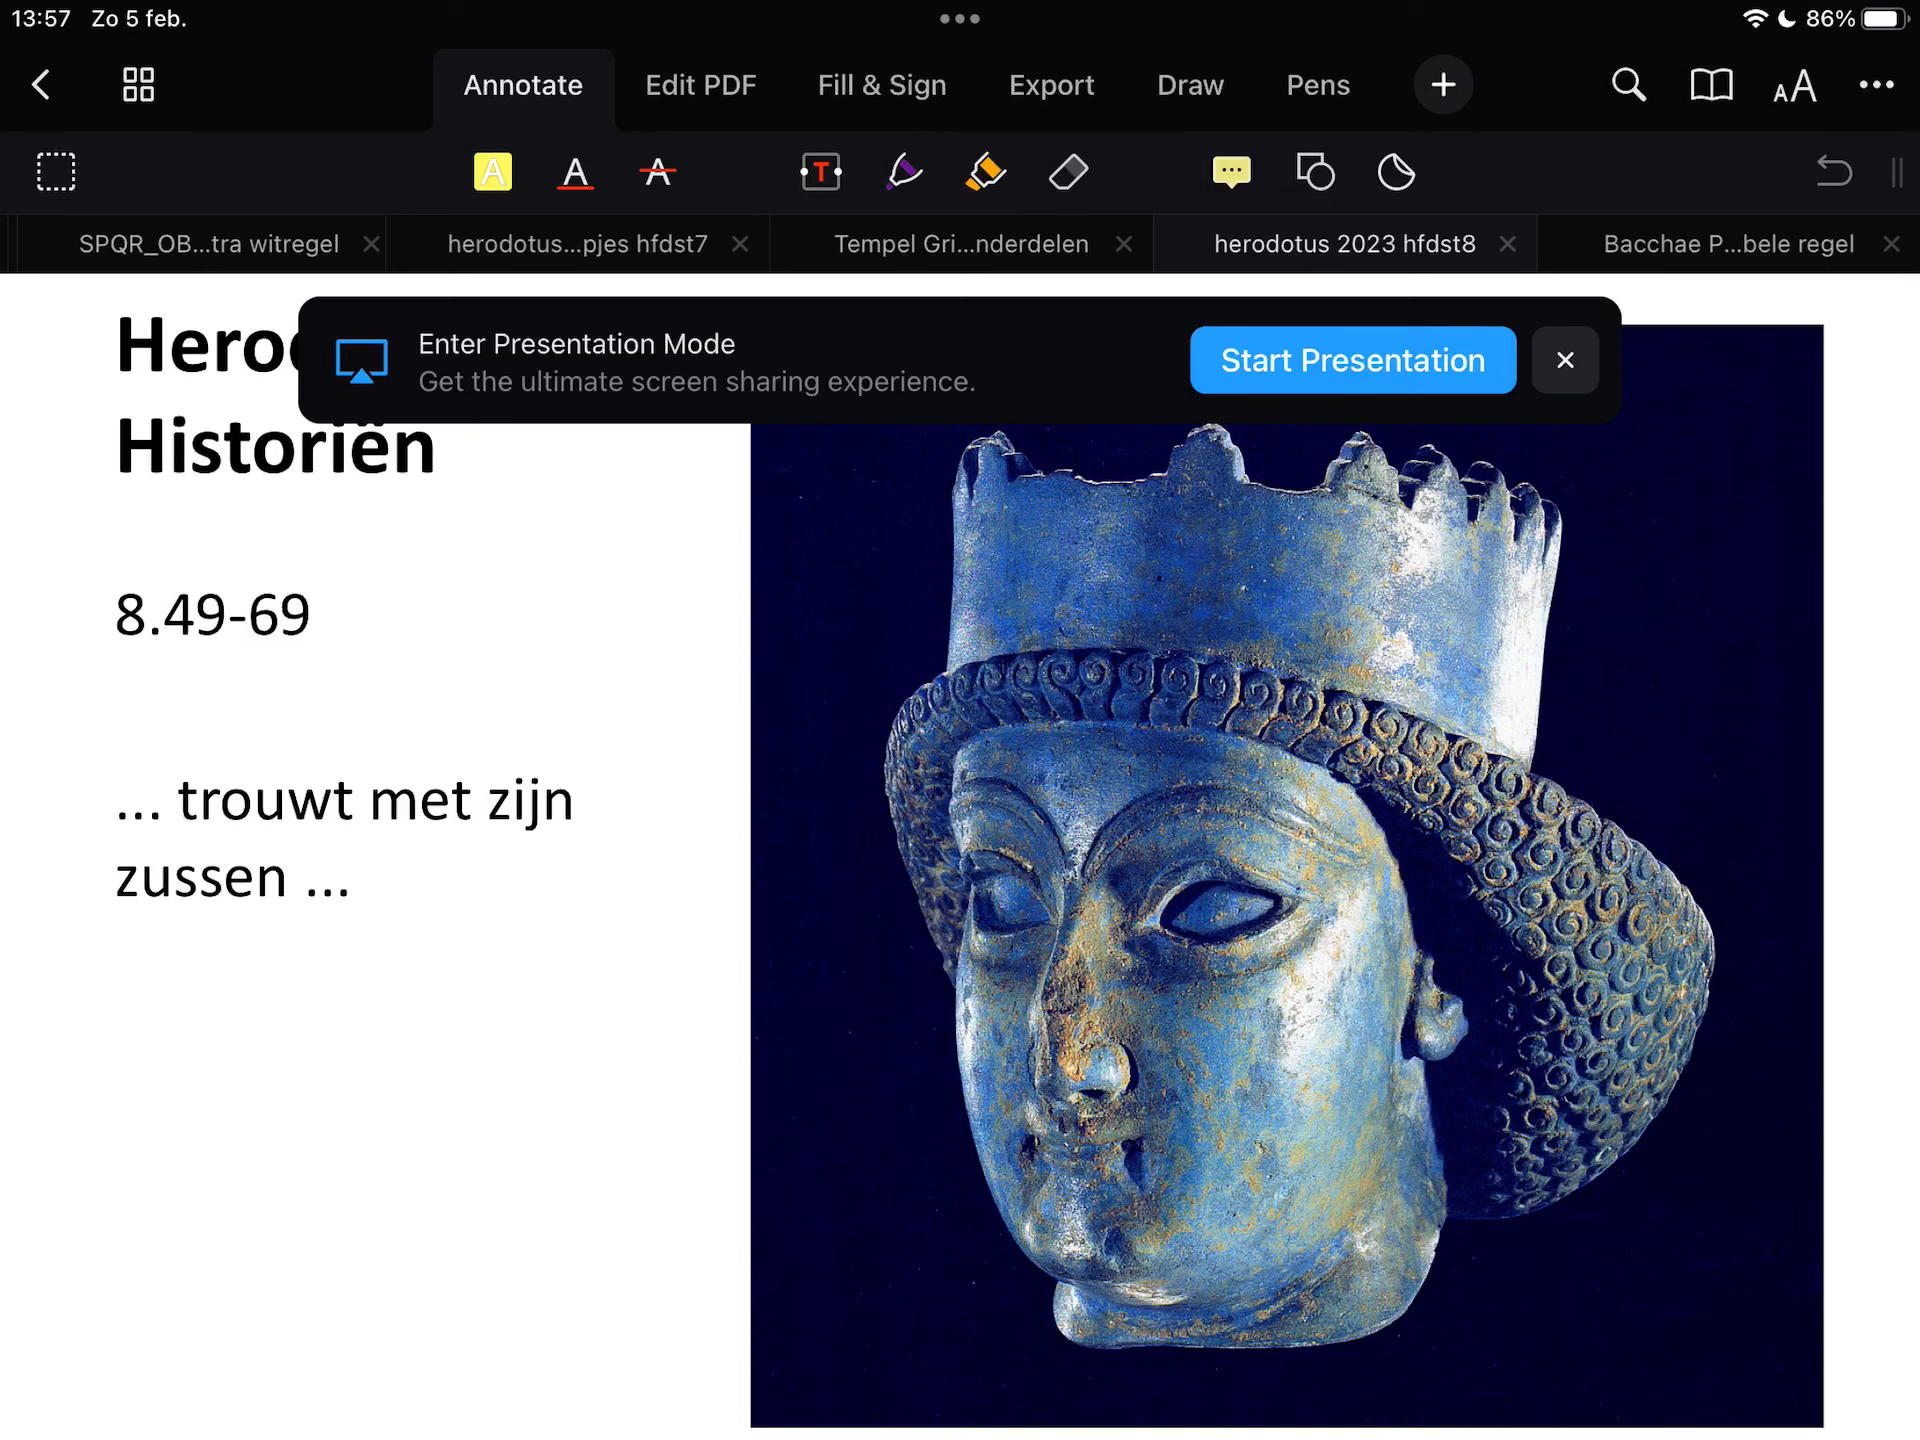 13:57 Zo 5 feb.
86%
Annotate Edit PDF Fill & Sign Export Draw Pens
AA
A A A T
SPQR_OB...tra witregel
herodotus...pjes hfdst7
Tempel Gri...nderdelen
herodotus 2023 hfdst8
Bacchae P...bele regel
Enter Presentation Mode
Get the ultimate screen sharing experience.
Start Presentation
Historiën
8.49-69
... trouwt met zijn
zussen ...